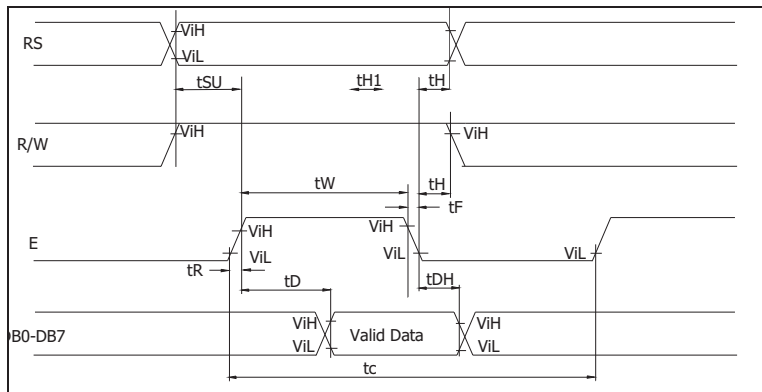 RS
ViH
ViL
tSU
tH1
tH
R/W
ViH
ViH
tW
tH
tF
E
ViH
ViH
ViL
ViL
ViL
tR
tD
tDH
DB0-DB7
ViH
ViL
Valid Data
ViH
ViL
tc